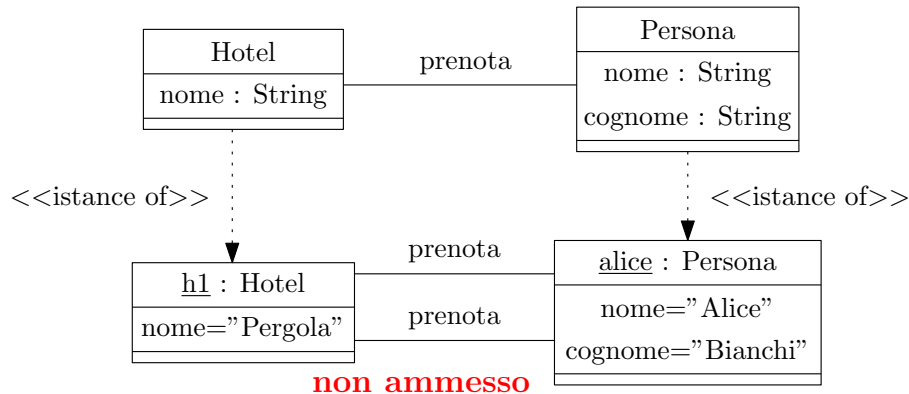 Hotel
nome : String
prenota
Persona
nome : String
cognome : String
<<istance of>>
<<istance of>>
h1 : Hotel
nome="Pergola"
prenota
prenota
alice : Persona
nome="Alice"
cognome="Bianchi"
non ammesso